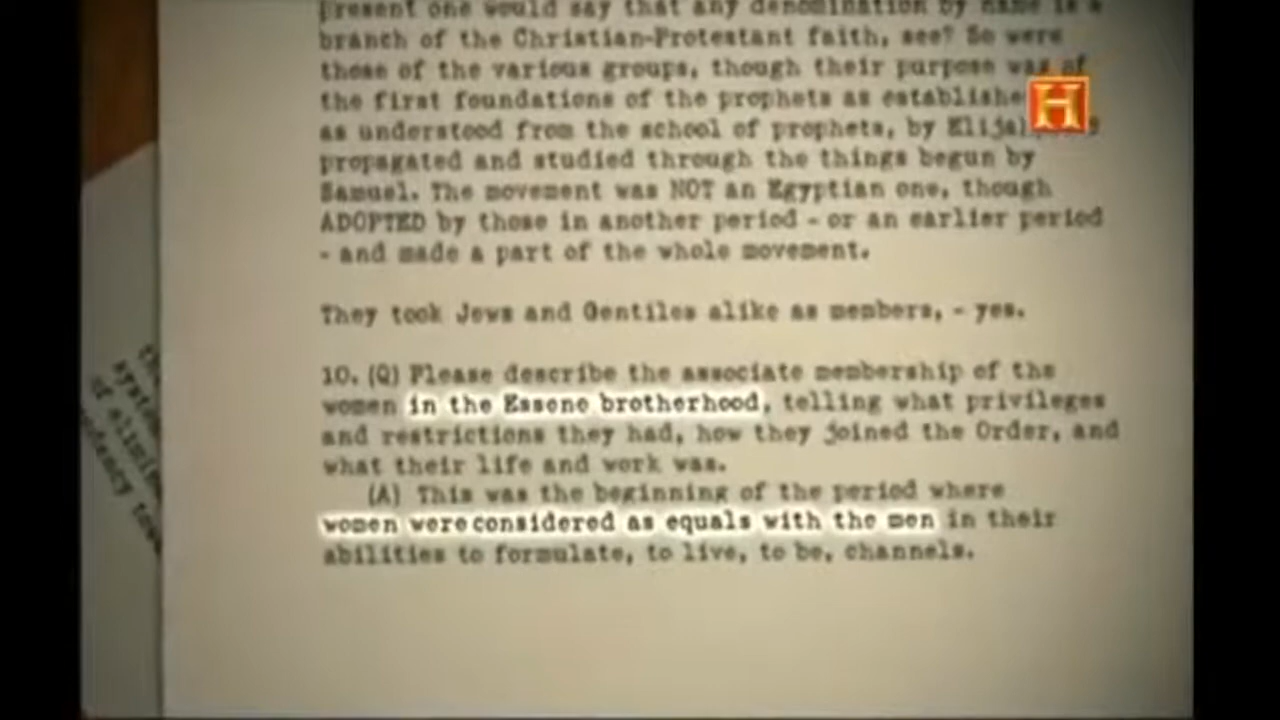 present one would say that any denomination by name is a
branch of the Christian-Protestant faith, see? So were
those of the various groups, though their purpose was of
the first foundations of the prophets as establishe
as understood from the school of prophets, by Elijah
propagated and studied through the things begun by
Samuel. The movement was NOT an Egyptian one, though
ADOPTED by those in another period - or an earlier period
- and made a part of the whole movement.
They took Jews and Gentiles alike as members, - yes.
10. (Q) Please describe the associate membership of the
women in the Essene brotherhood, telling what privileges
and restrictions they had, how they joined the Order, and
what their life and work was.
(A) This was the beginning of the period where
women were considered as equals with the men in their
abilities to formulate, to live, to be, channels.
H